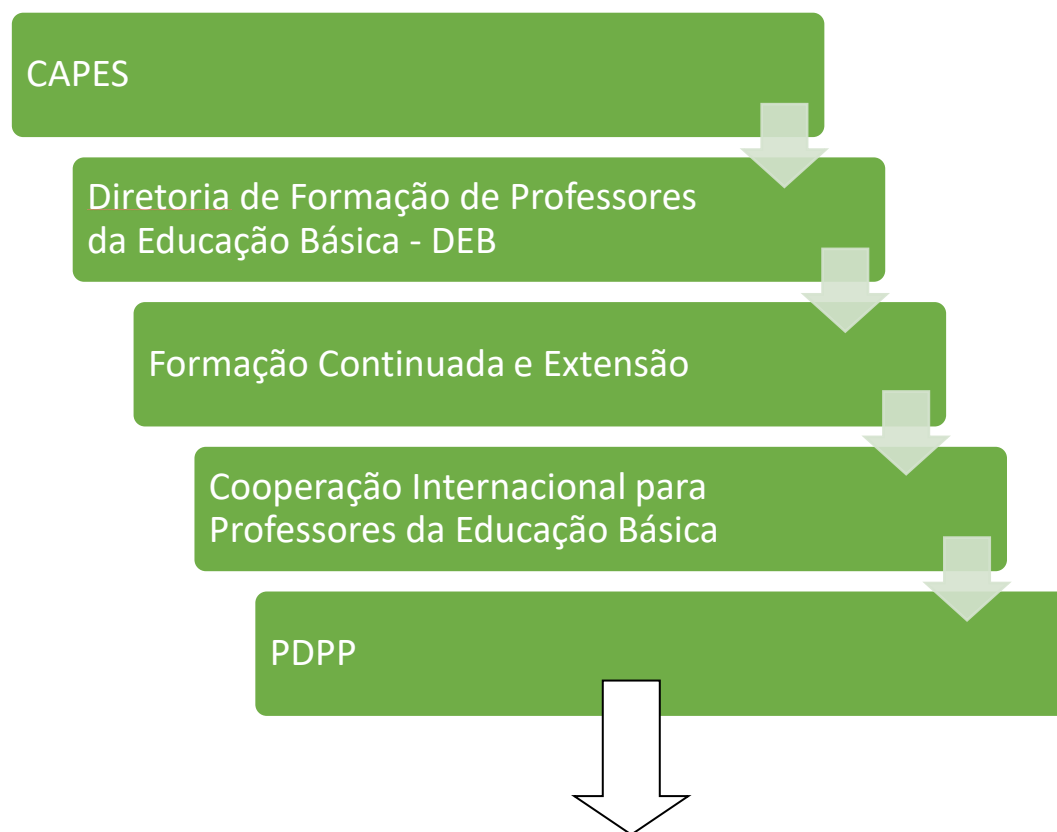 CAPES
Diretoria de Formação de Professores
da Educação Básica - DEB
Formação Continuada e Extensão
Cooperação Internacional para
Professores da Educação Básica
PDPP